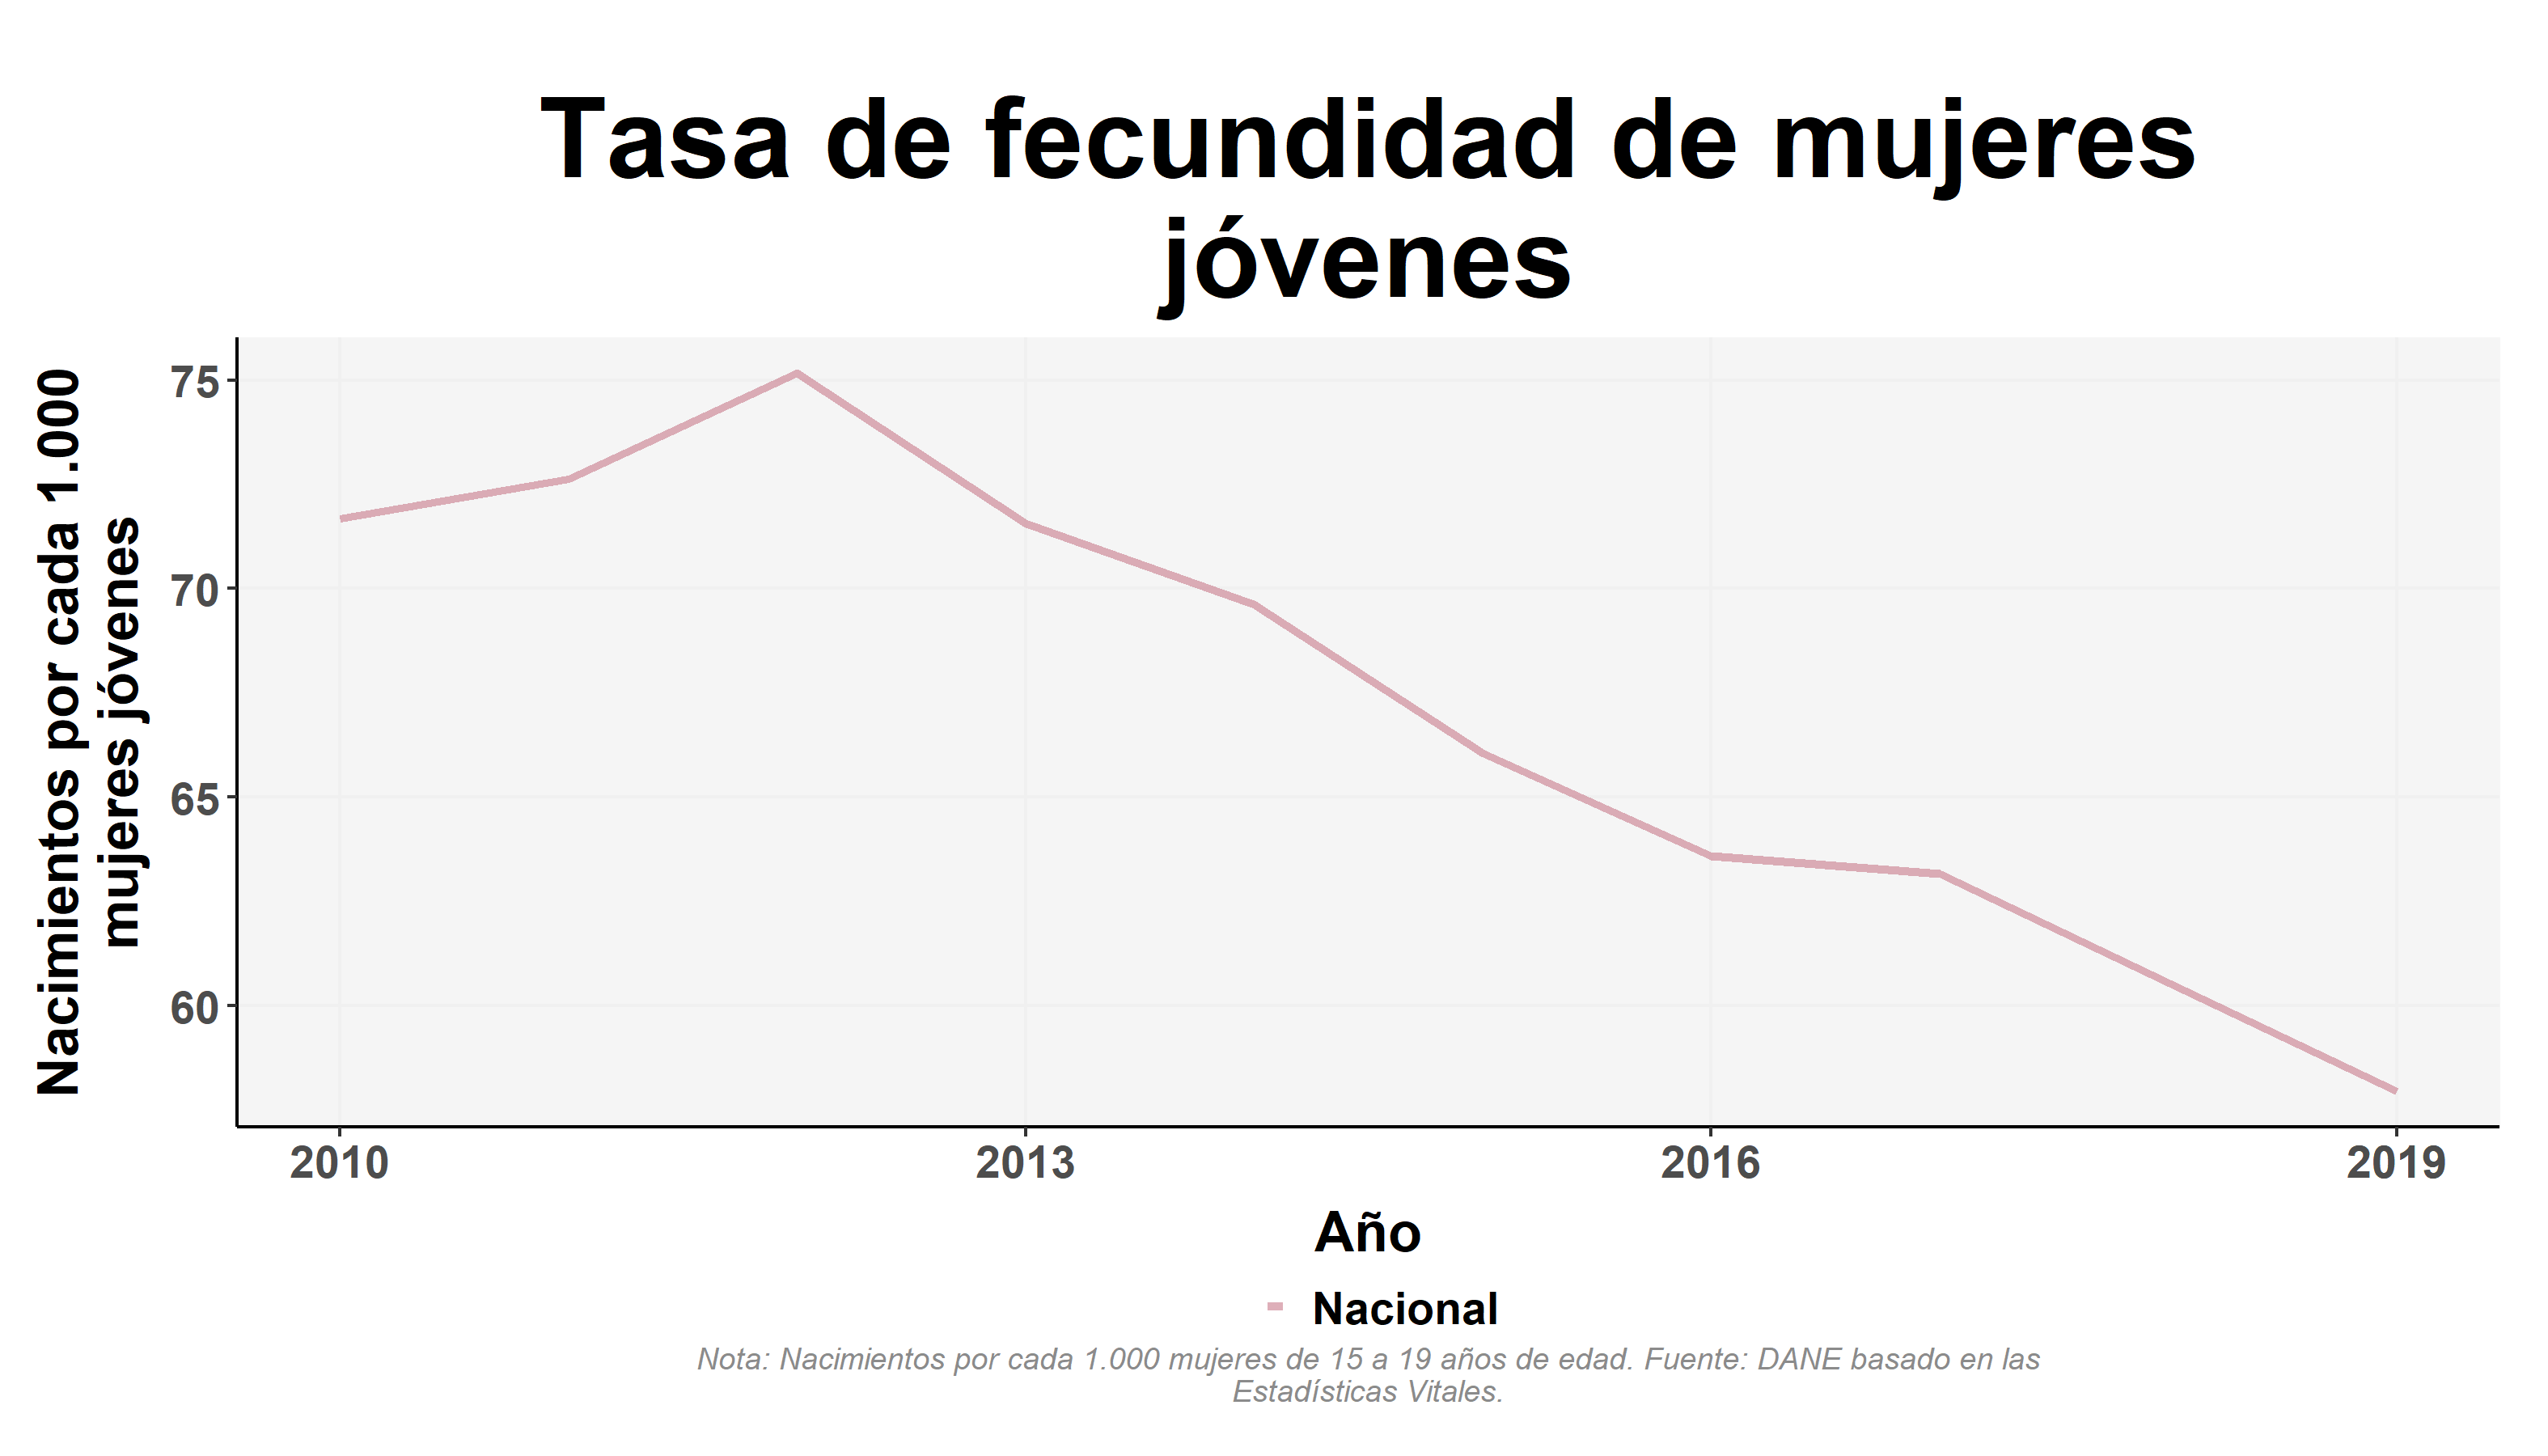 Tasa de fecundidad de mujeres
jóvenes
Nacimientos por cada 1.000
mujeres jóvenes
75
70
65
60
2010
2013
2016
2019
Año
Nacional
Nota: Nacimientos por cada 1.000 mujeres de 15 a 19 años de edad. Fuente: DANE basado en las
Estadísticas Vitales.